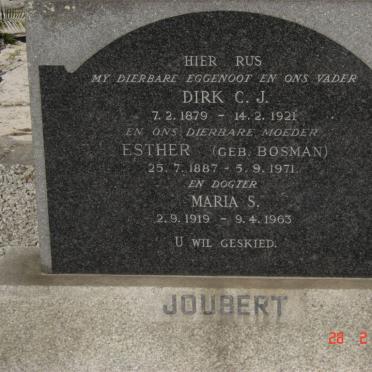 HIER RUS
MY DIERBARE EGGENOOT EN ONS VADER
DIRK C. J.
7. 2. 1879 - 14. 2. 1921
EN ONS DIERBARE MOEDER
ESTHER (GEB. BOSMAN)
25. 7. 1887 - 5. 9. 1971
EN DOGTER
MARIA S.
2. 9. 1919 - 9. 4. 1963
U WIL GESKIED.
JOUBERT
28 2